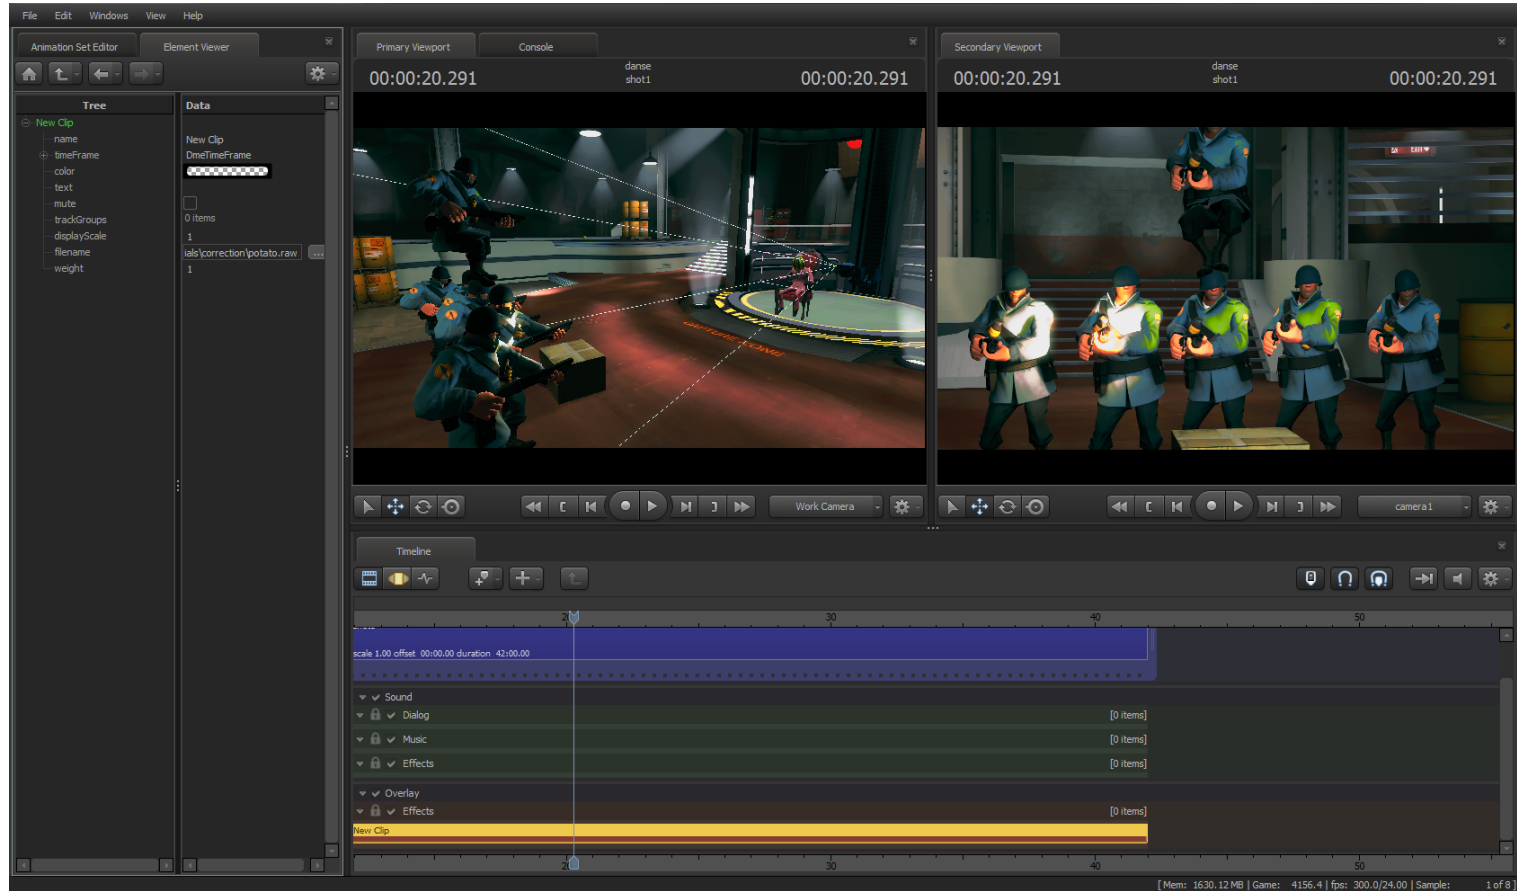 File Edit Windows View Help
Animation Set Editor Element Viewer
Primary Viewport Console
Secondary Viewport
00:00:20.291 danse 00:00:20.291
shot1
00:00:20.291 danse 00:00:20.291
shot1
Tree Data
New Clip
name New Clip
timeFrame DmeTimeFrame
color
text
mute
trackGroups 0 items
displayScale 1
filename ials\correction\potato.raw ...
weight 1
EXIT
CAPTURE ZONE
Work Camera
camera1
Timeline
20 30 40 50
scale 1.00 offset 00:00.00 duration 42:00.00
Sound
Dialog [0 items]
Music [0 items]
Effects [0 items]
Overlay
Effects [0 items]
New Clip
20 30 40 50
[ Mem: 1630.12 MB | Game: 4156.4 | fps: 300.0/24.00 | Sample: 1 of 8 ]